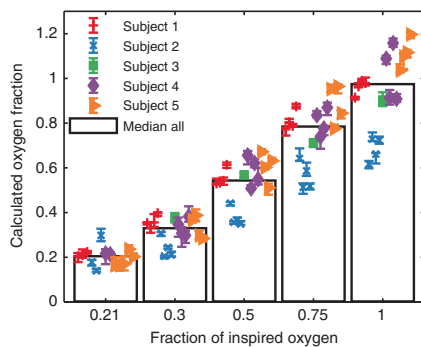 Calculated oxygen fraction
1.2
1
0.8
0.6
0.4
0.2
0
Subject 1
Subject 2
Subject 3
Subject 4
Subject 5
Median all
0.21 0.3 0.5 0.75 1
Fraction of inspired oxygen